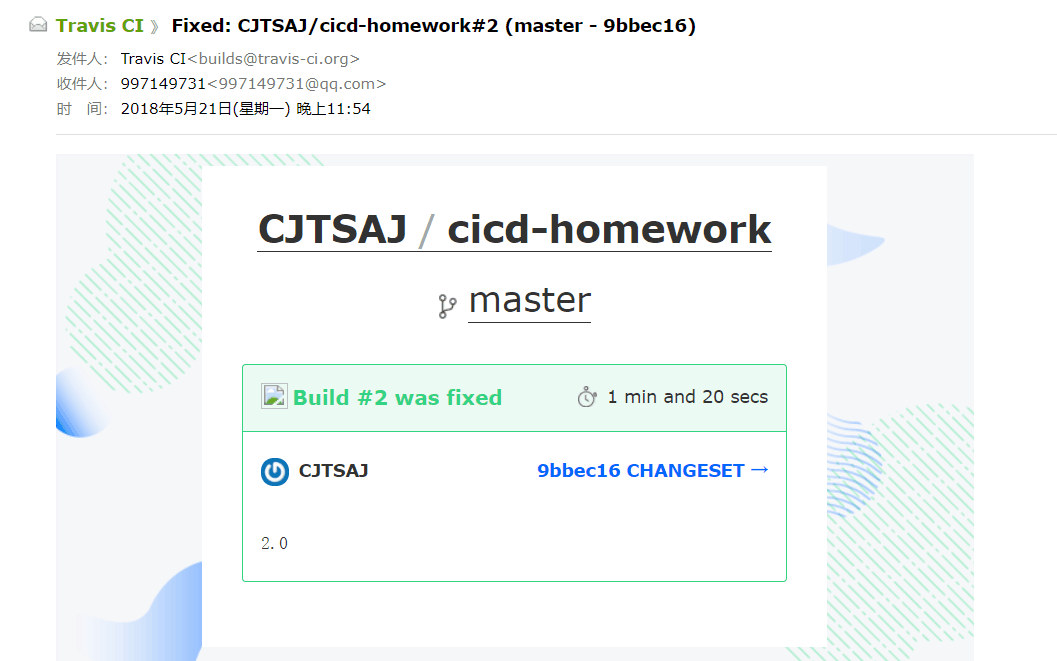 Travis CI 》 Fixed: CJTSAJ/cicd-homework#2 (master - 9bbec16)
发件人： Travis CI<builds@travis-ci.org>
收件人： 997149731<997149731@qq.com>
时 间： 2018年5月21日(星期一) 晚上11:54
CJTSAJ / cicd-homework
master
Build #2 was fixed 1 min and 20 secs
CJTSAJ 9bbec16 CHANGESET →
2.0